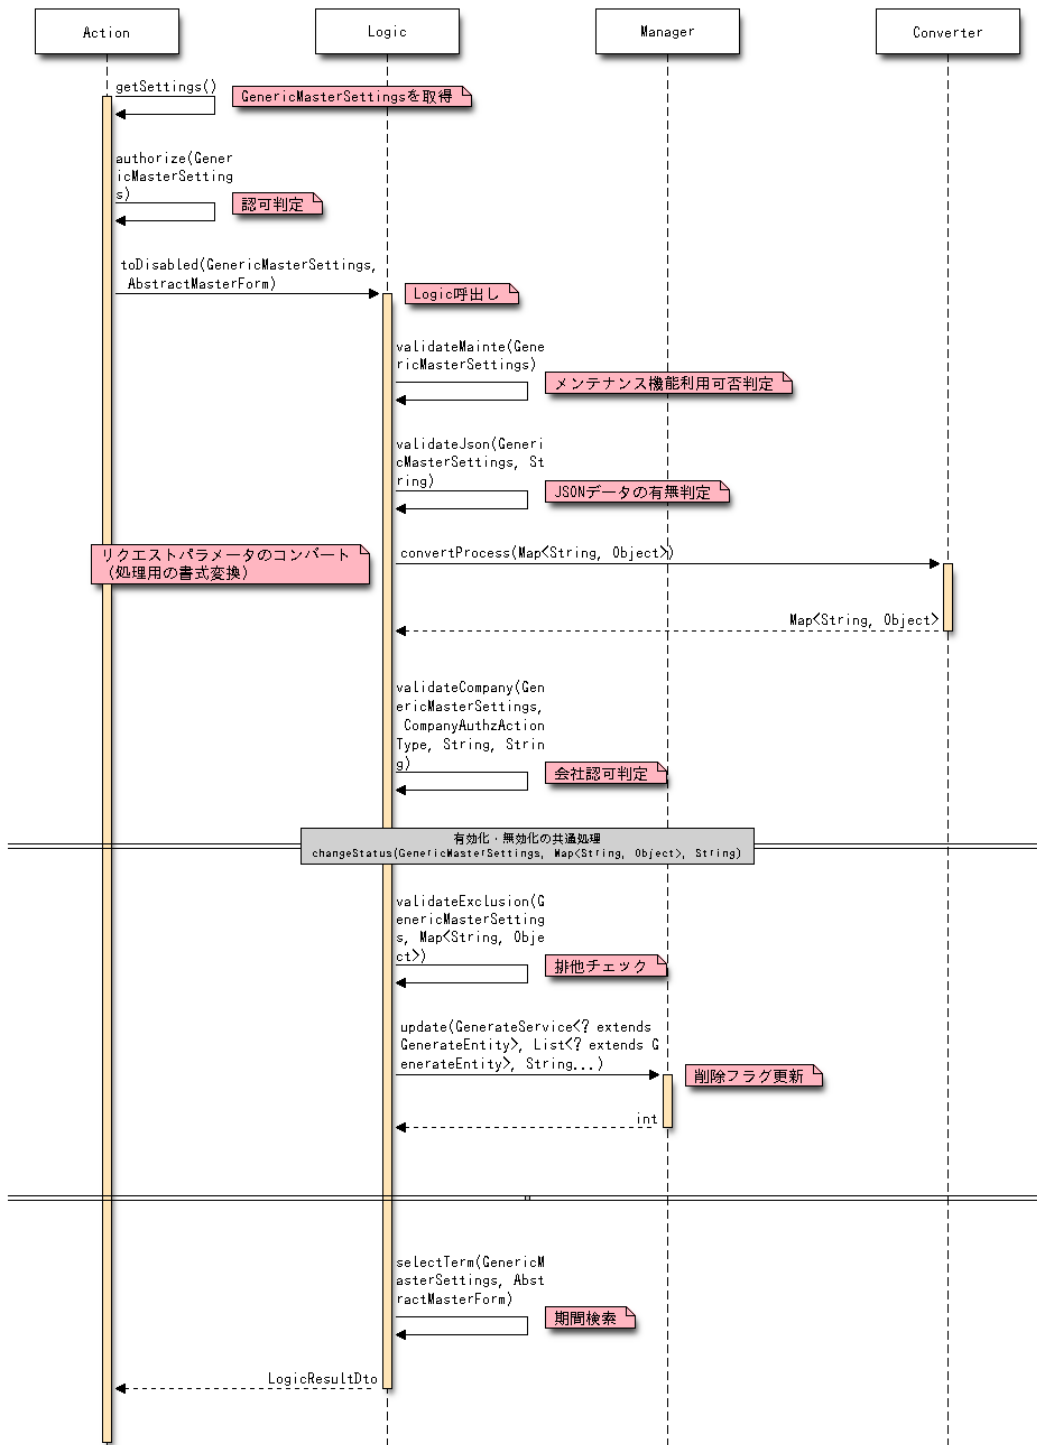 Action
Logic
Manager
Converter
getSettings()
GenericMasterSettingsを取得
authorize(Gener
icMasterSetting
s)
認可判定
toDisabled(GenericMasterSettings,
AbstractMasterForm)
Logic呼出し
validateMainte(Gene
ricMasterSettings)
メンテナンス機能利用可否判定
validateJson(Generi
cMasterSettings, St
ring)
JSONデータの有無判定
リクエストパラメータのコンバート
（処理用の書式変換）
convertProcess(Map<String, Object>)
Map<String, Object>
validateCompany(Gen
ericMasterSettings,
CompanyAuthzAction
Type, String, Strin
g)
会社認可判定
有効化・無効化の共通処理
changeStatus(GenericMasterSettings, Map<String, Object>, String)
validateExclusion(G
enericMasterSetting
s, Map<String, Obje
ct>)
排他チェック
update(GenerateService<? extends
GenerateEntity>, List<? extends G
enerateEntity>, String...)
削除フラグ更新
int
selectTerm(GenericM
asterSettings, Abst
ractMasterForm)
期間検索
LogicResultDto